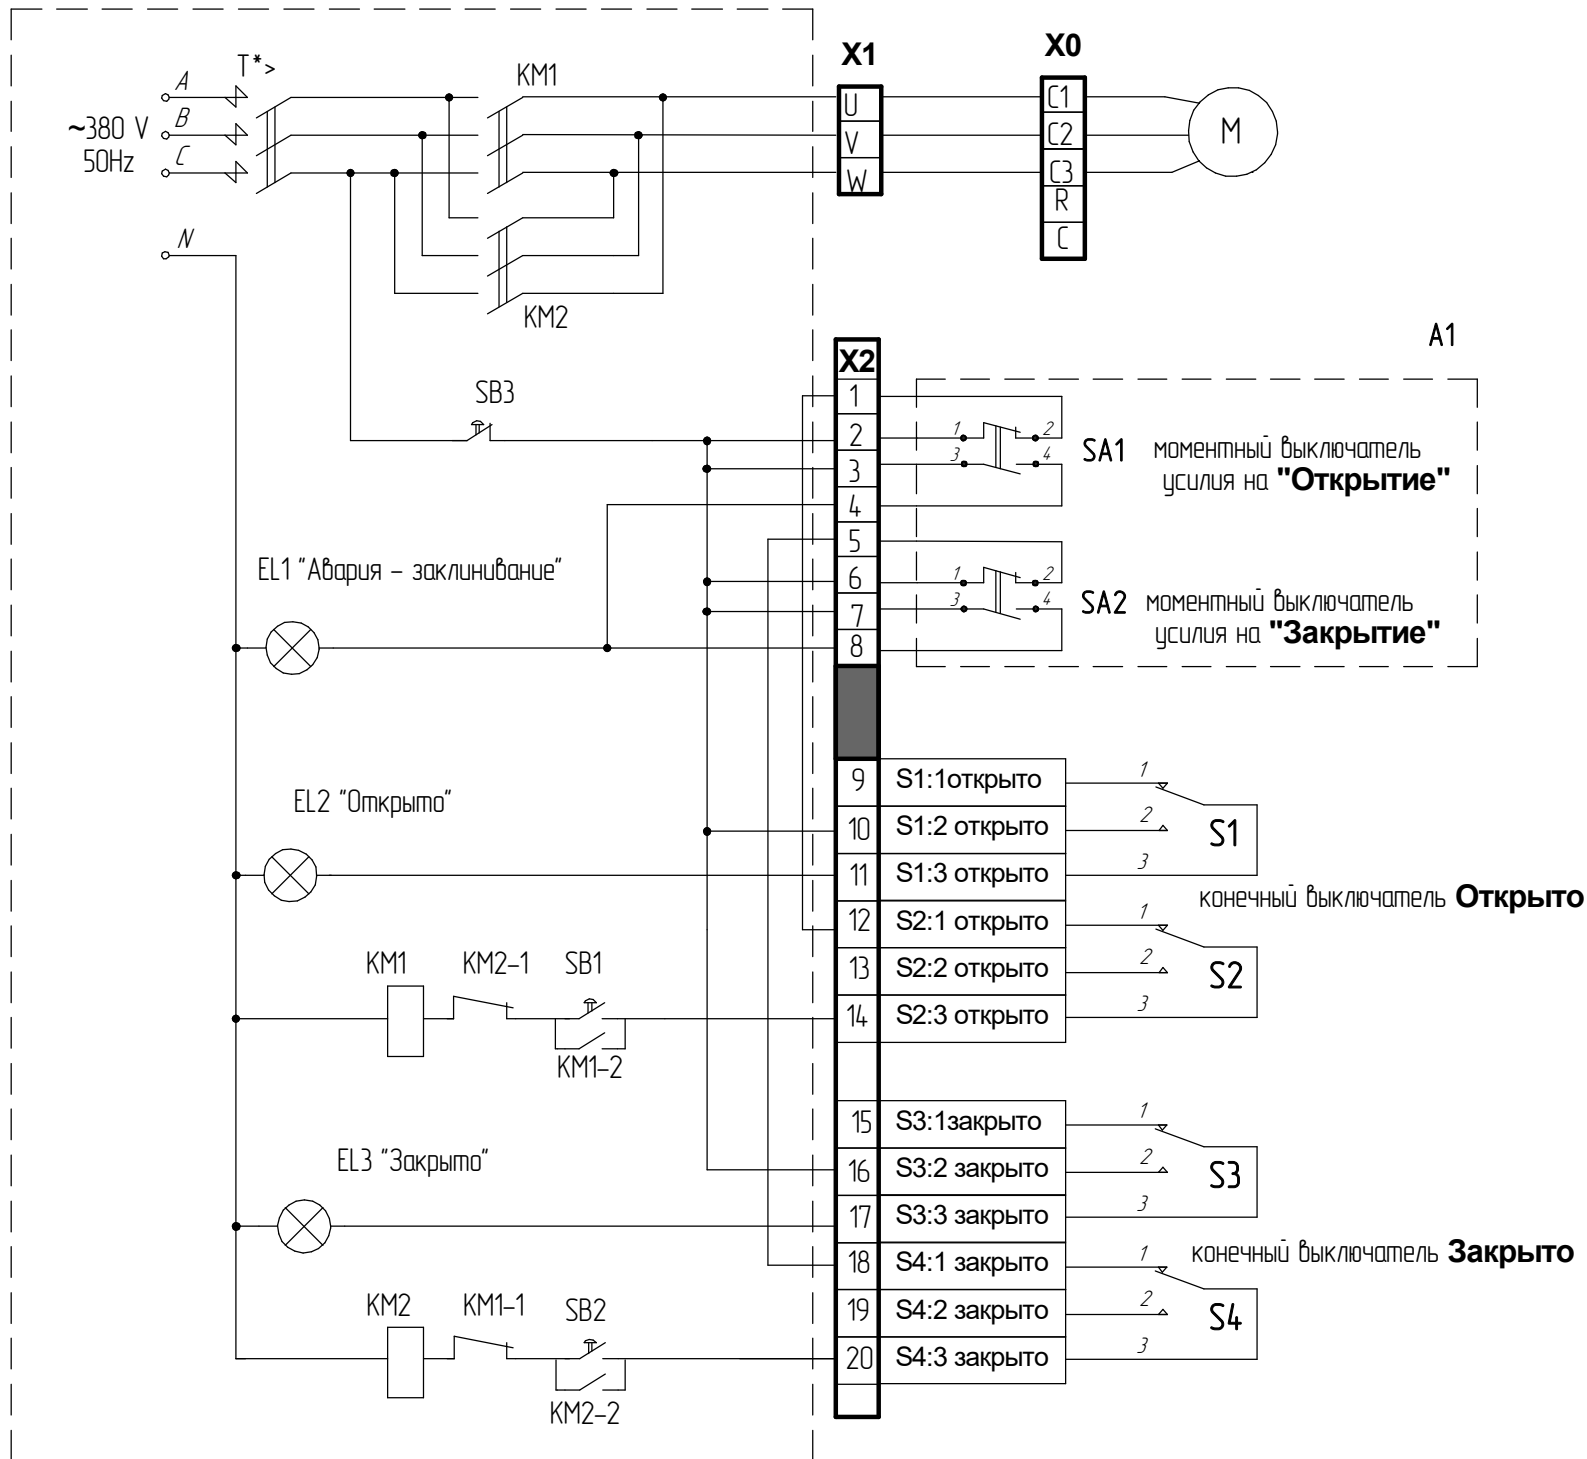 X1
X0
T*>
KM1
A
B
C
~380 V
50Hz
N
U
V
W
C1
C2
C3
R
C
M
KM2
A1
X2
SB3
1
2
3
4
5
6
7
8
1
2
3
4
SA1
моментный выключатель
усилия на "Открытие"
1
2
3
4
SA2
моментный выключатель
усилия на "Закрытие"
EL1 "Авария – заклинивание"
EL2 "Открыто"
9 S1:1открыто 1
10 S1:2 открыто 2
S1
11 S1:3 открыто 3
конечный выключатель Открыто
12 S2:1 открыто 1
13 S2:2 открыто 2
S2
14 S2:3 открыто 3
KM1 KM2–1 SB1
KM1–2
15 S3:1закрыто 1
16 S3:2 закрыто 2
S3
17 S3:3 закрыто 3
EL3 "Закрыто"
конечный выключатель Закрыто
18 S4:1 закрыто 1
19 S4:2 закрыто 2
S4
20 S4:3 закрыто 3
KM2 KM1–1 SB2
KM2–2